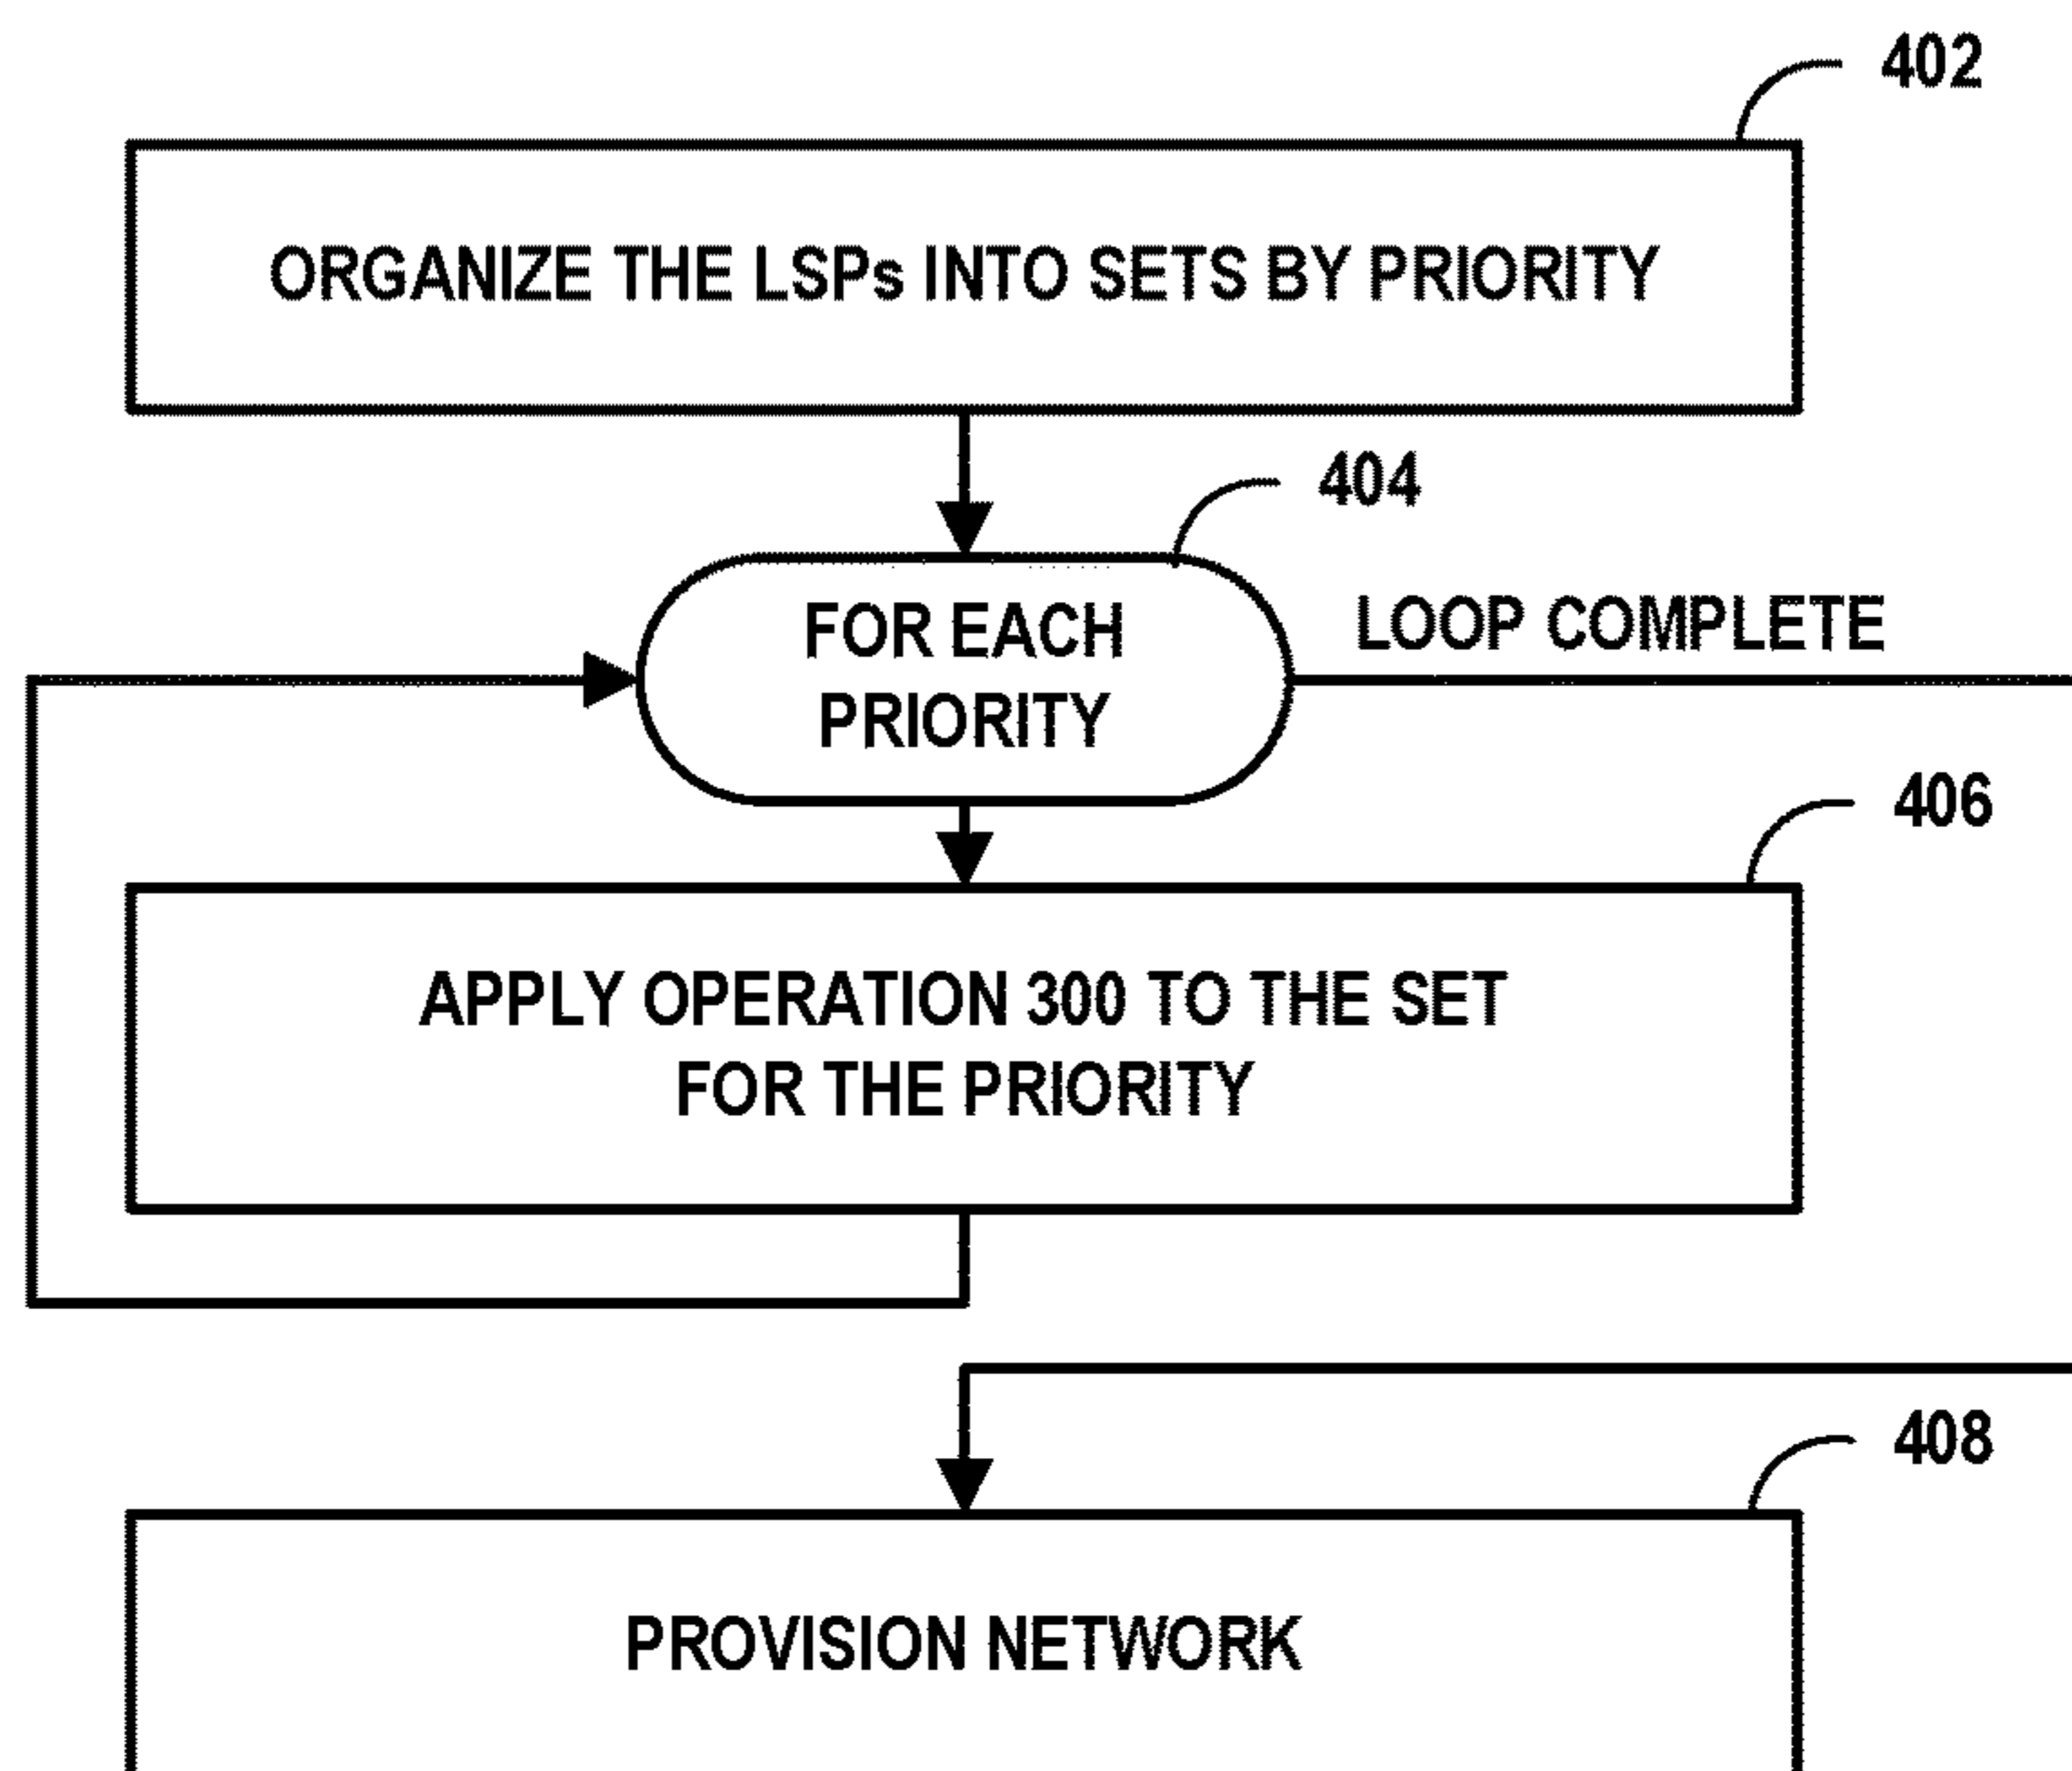 402
ORGANIZE THE LSPs INTO SETS BY PRIORITY
404
FOR EACH
PRIORITY
LOOP COMPLETE
406
APPLY OPERATION 300 TO THE SET
FOR THE PRIORITY
408
PROVISION NETWORK